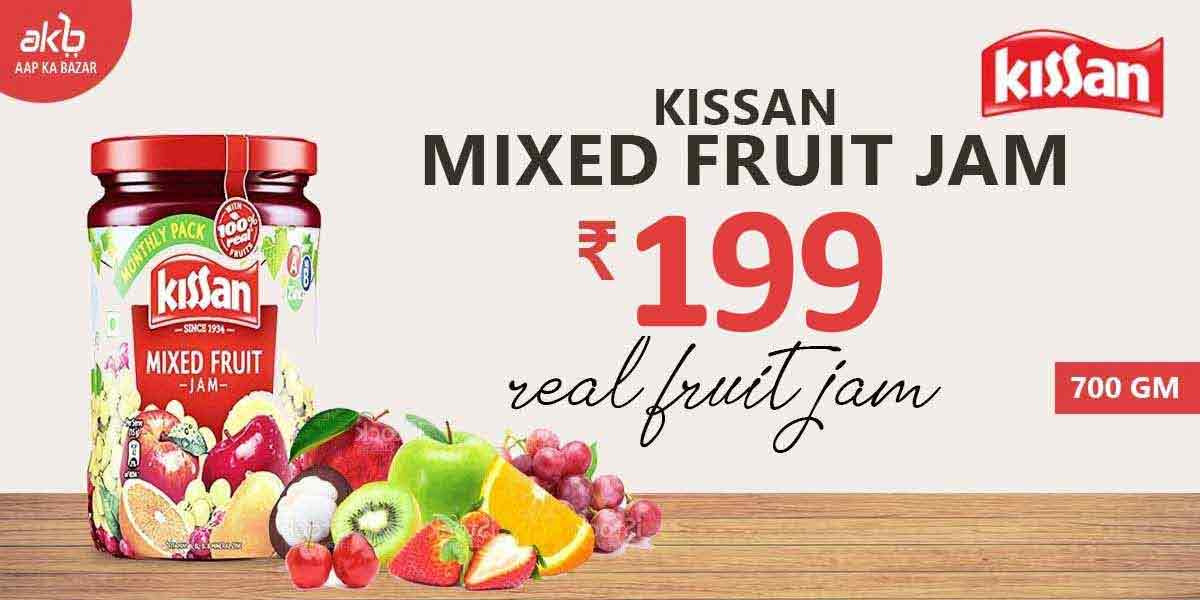 akb
AAP KA BAZAR
kissan
KISSAN
MIXED FRUIT JAM
₹199
real fruit jam
700 GM
WITH
100%
real
FRUITS
MONTHLY PACK
kissan
SINCE 1934
MIXED FRUIT
JAM
A
B